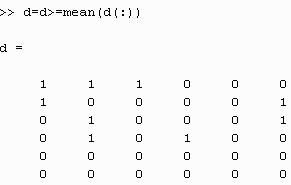 >> d=d>=mean(d(:))
d =
1 1 1 0 0 0
1 0 0 0 0 1
0 1 0 0 0 1
0 1 0 1 0 0
0 0 0 0 0 0
0 0 0 0 0 0